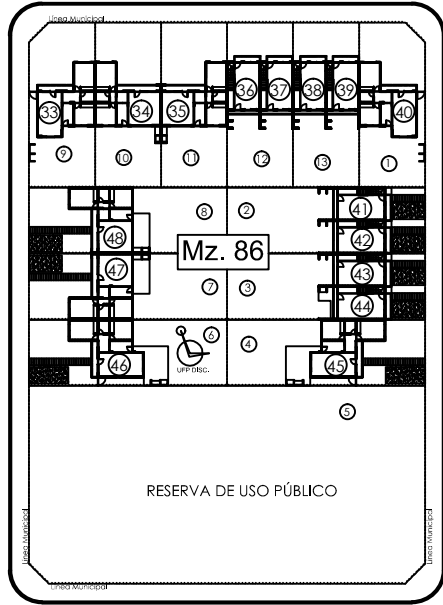 Línea Municipal
36 37 38 39
33 34 35 40
9 10 11 12 13 1
8 2 41
48 42
Mz. 86
47 43
7 3
44
6 4
UFP DISC.
46 45
5
RESERVA DE USO PÚBLICO
Línea Municipal
Línea Municipal
Línea Municipal